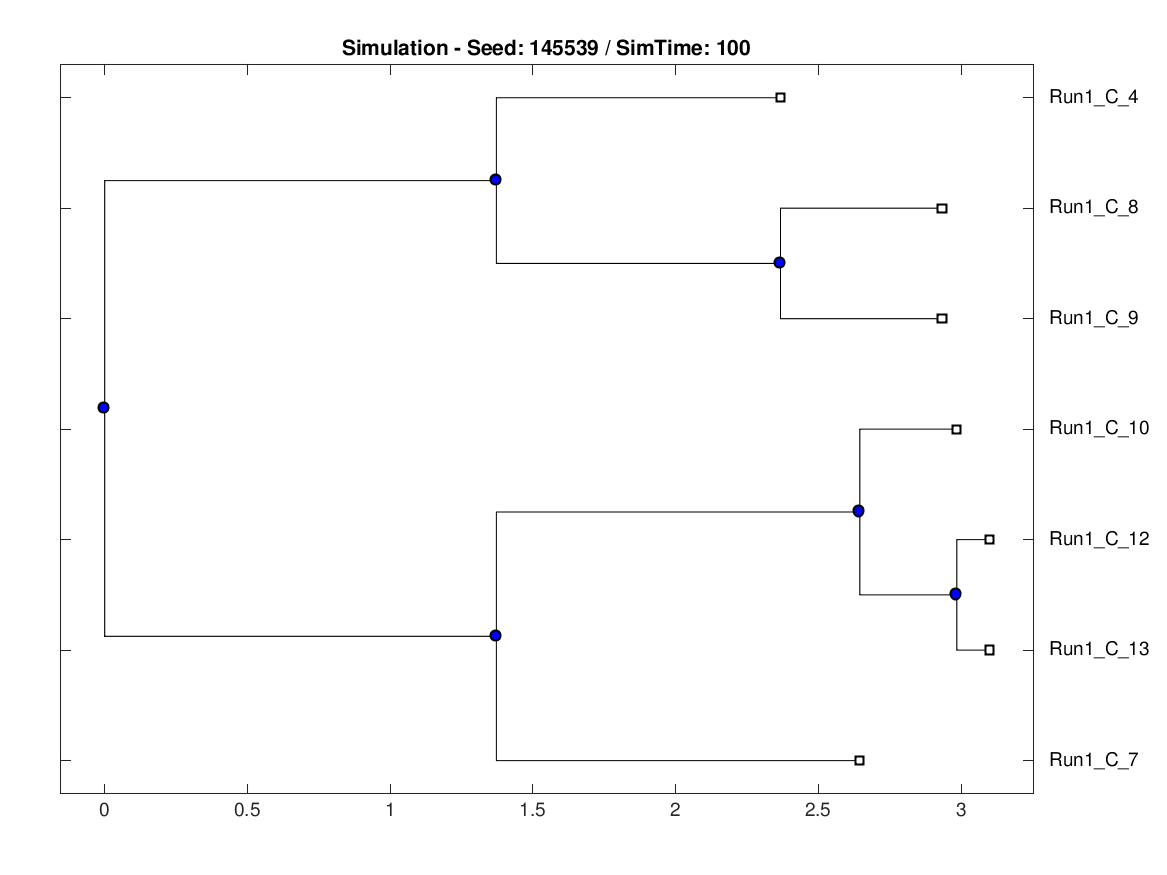 Simulation - Seed: 145539 / SimTime: 100
Run1_C_4
Run1_C_8
Run1_C_9
Run1_C_10
Run1_C_12
Run1_C_13
Run1_C_7
0 0.5 1 1.5 2 2.5 3